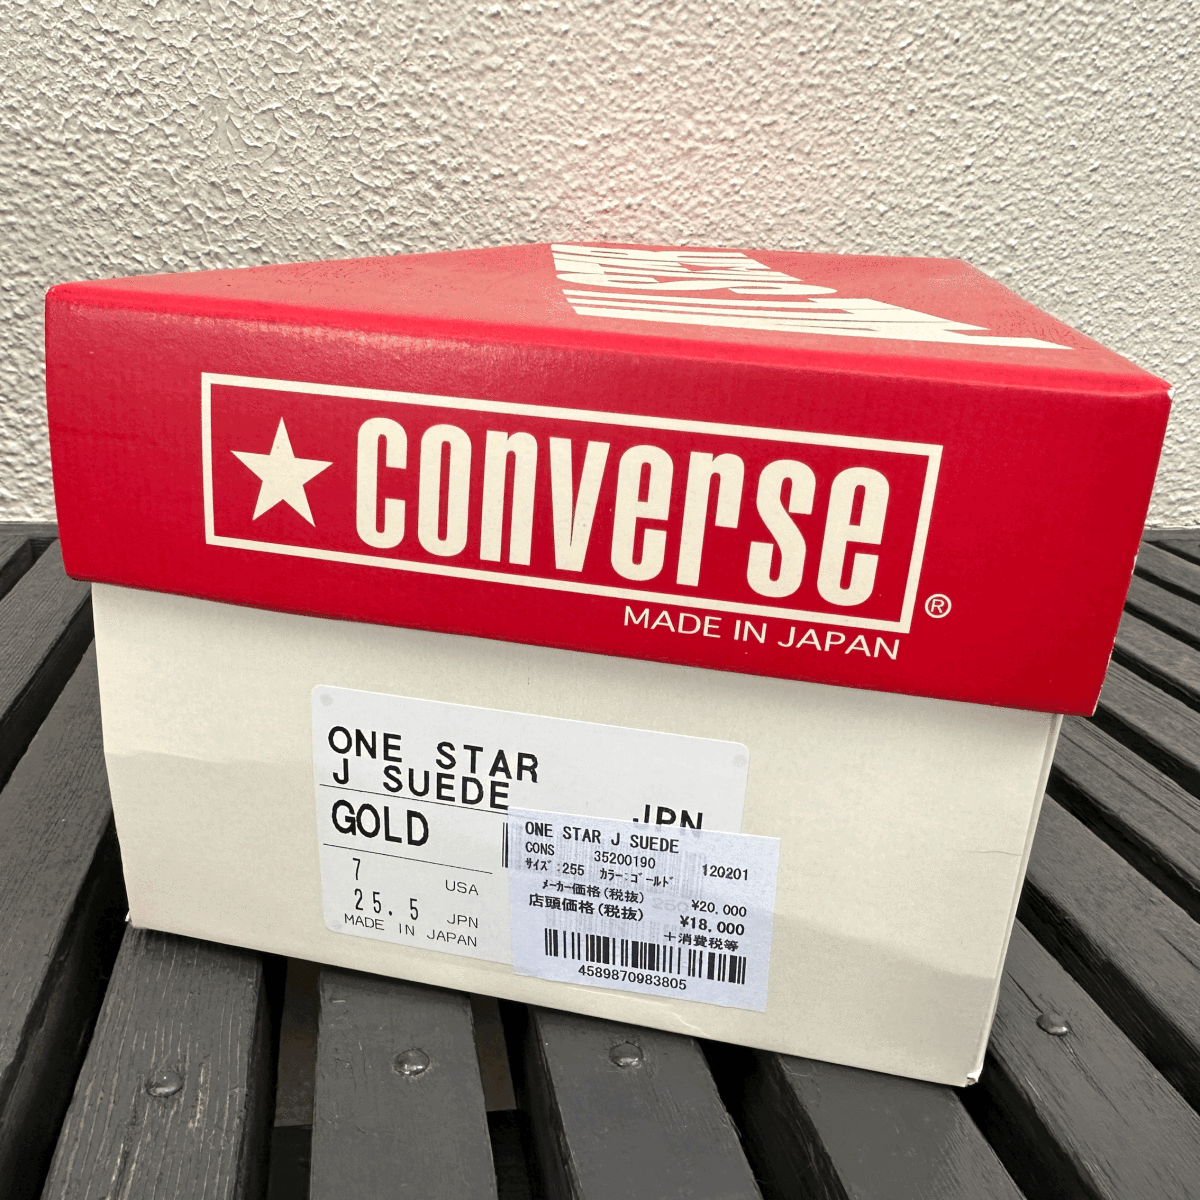 ALL STAR
converse
®
MADE IN JAPAN
ONE STAR
J SUEDE
JPN
GOLD
7 USA
25.5 JPN
MADE IN JAPAN
ONE STAR J SUEDE
CONS 35200190 120201
ｻｲｽﾞ:255 ｶﾗｰ:ｺﾞｰﾙﾄﾞ
ﾒｰｶｰ価格(税抜) ¥20,000
店頭価格(税抜) ¥18,000
＋消費税等
4589870983805